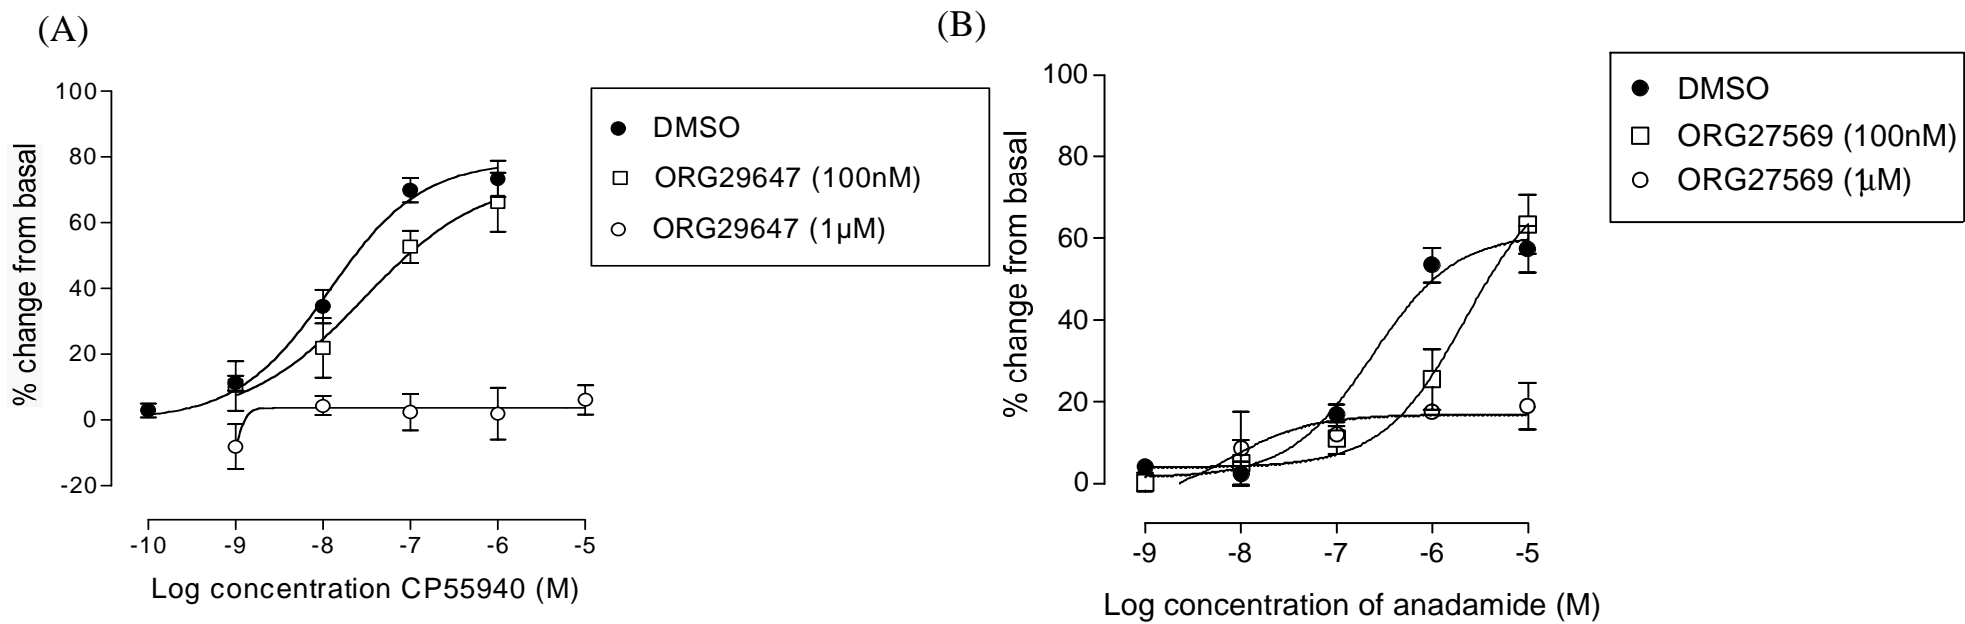 (A)
% change from basal
100
80
60
40
20
0
-20
-10 -9 -8 -7 -6 -5
Log concentration CP55940 (M)
DMSO
ORG29647 (100nM)
ORG29647 (1µM)
(B)
% change from basal
100
80
60
40
20
0
-9 -8 -7 -6 -5
Log concentration of anadamide (M)
DMSO
ORG27569 (100nM)
ORG27569 (1µM)